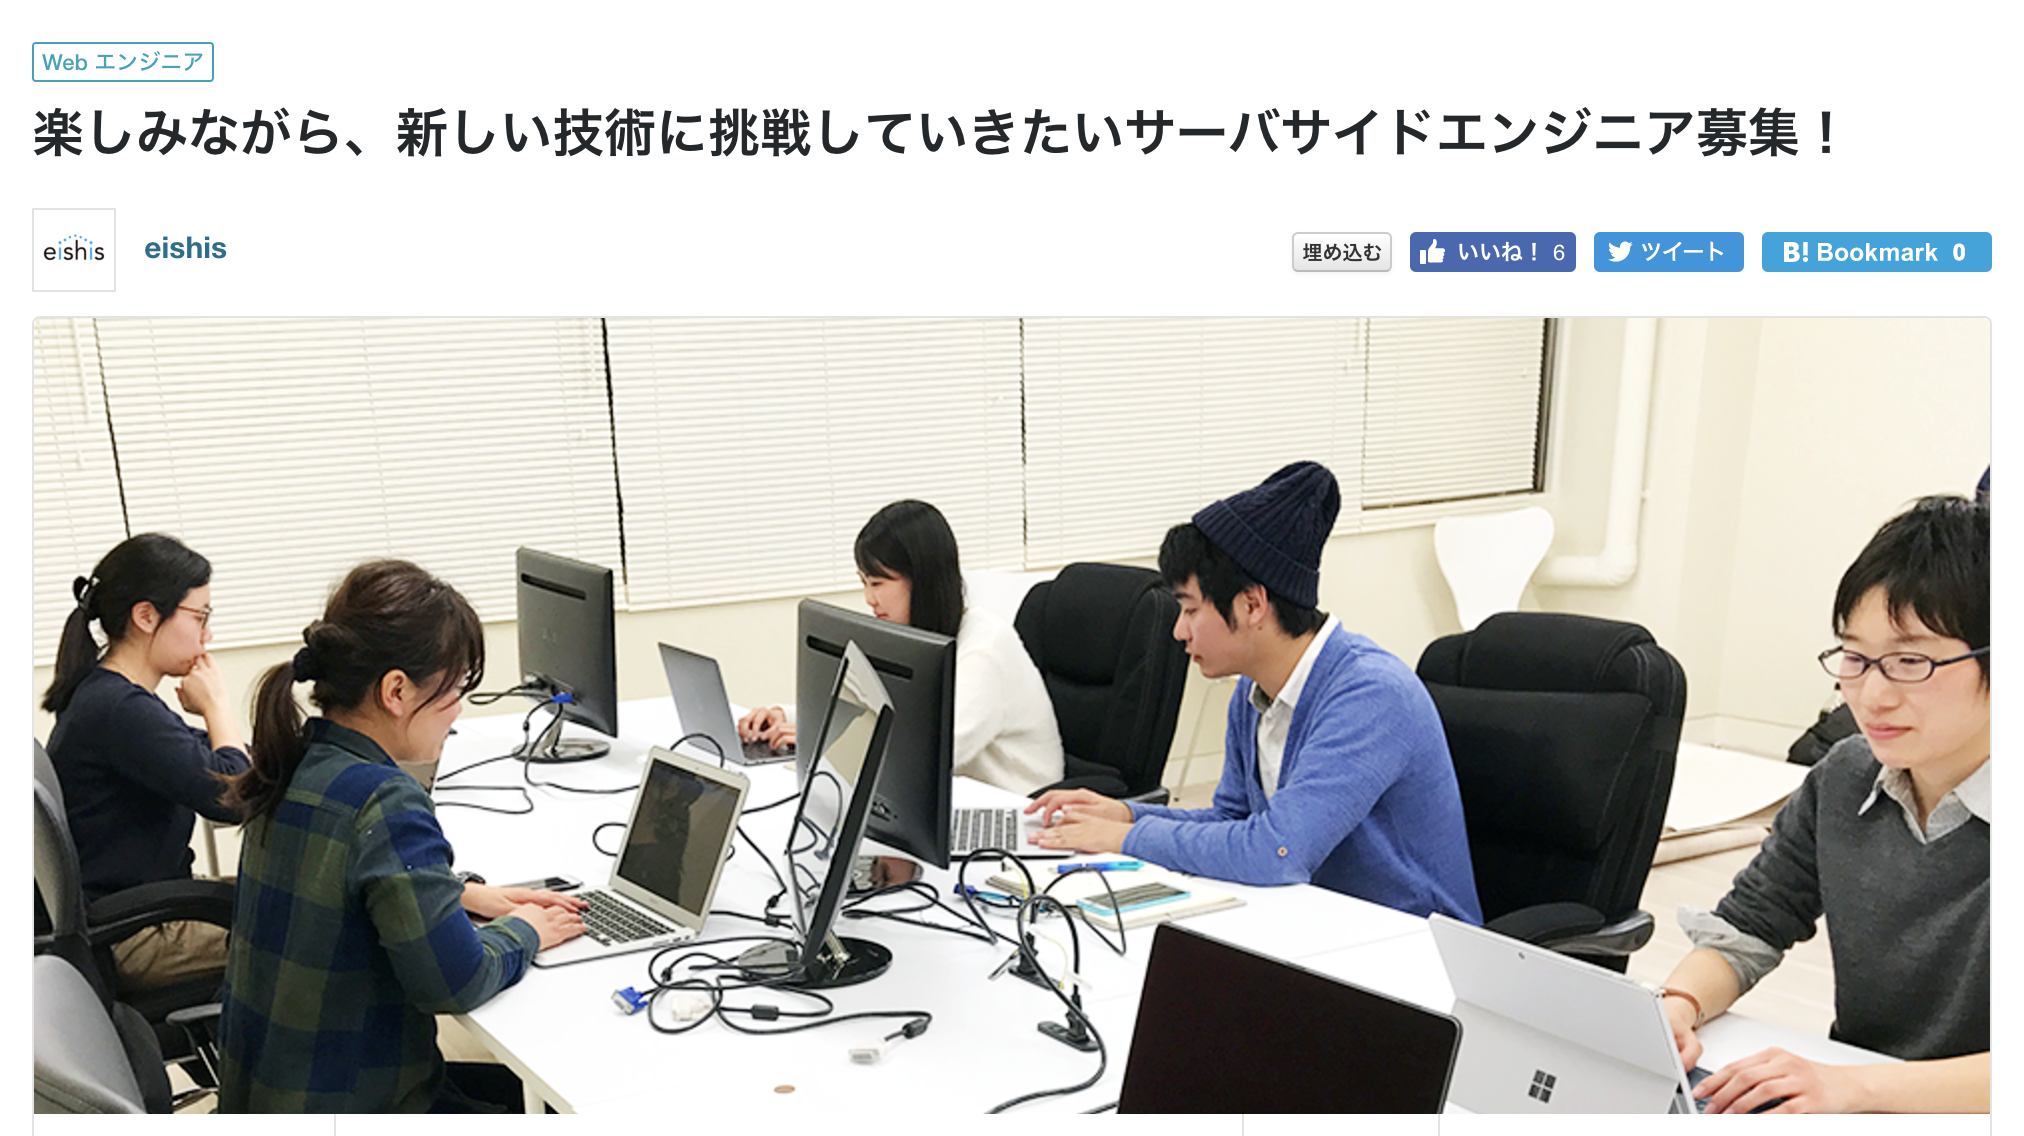 Web エンジニア
楽しみながら、新しい技術に挑戦していきたいサーバサイドエンジニア募集！
eishis
eishis
埋め込む
いいね！ 6
ツイート
B! Bookmark 0